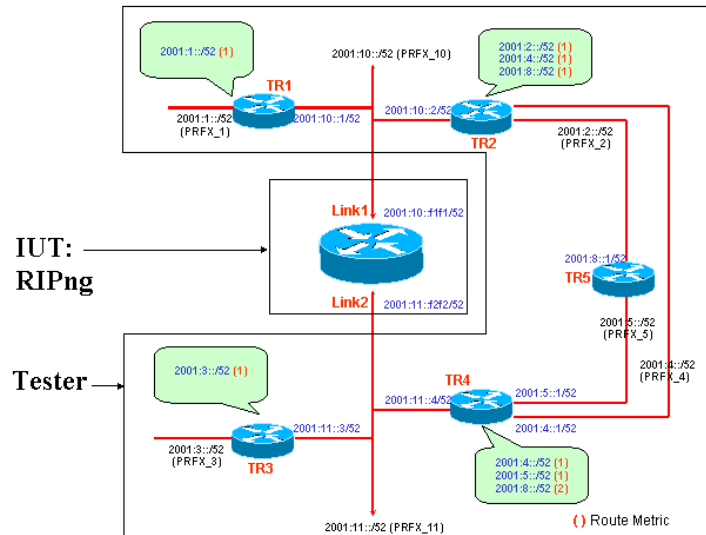 2001:1::/52 (1)
TR1
2001:1::/52
(PRFX_1)
2001:10::1/52
2001:10::/52 (PRFX_10)
2001:2::/52 (1)
2001:4::/52 (1)
2001:8::/52 (1)
2001:10::2/52
TR2
2001:2::/52
(PRFX_2)
IUT:
RIPng
Link1
2001:10::f1f1/52
Link2
2001:11::f2f2/52
2001:8::1/52
TR5
2001:5::/52
(PRFX_5)
2001:4::/52
(PRFX_4)
Tester
2001:3::/52 (1)
2001:3::/52
(PRFX_3)
TR3
2001:11::3/52
2001:11::4/52
TR4
2001:5::1/52
2001:4::1/52
2001:4::/52 (1)
2001:5::/52 (1)
2001:8::/52 (2)
2001:11::/52 (PRFX_11)
( ) Route Metric